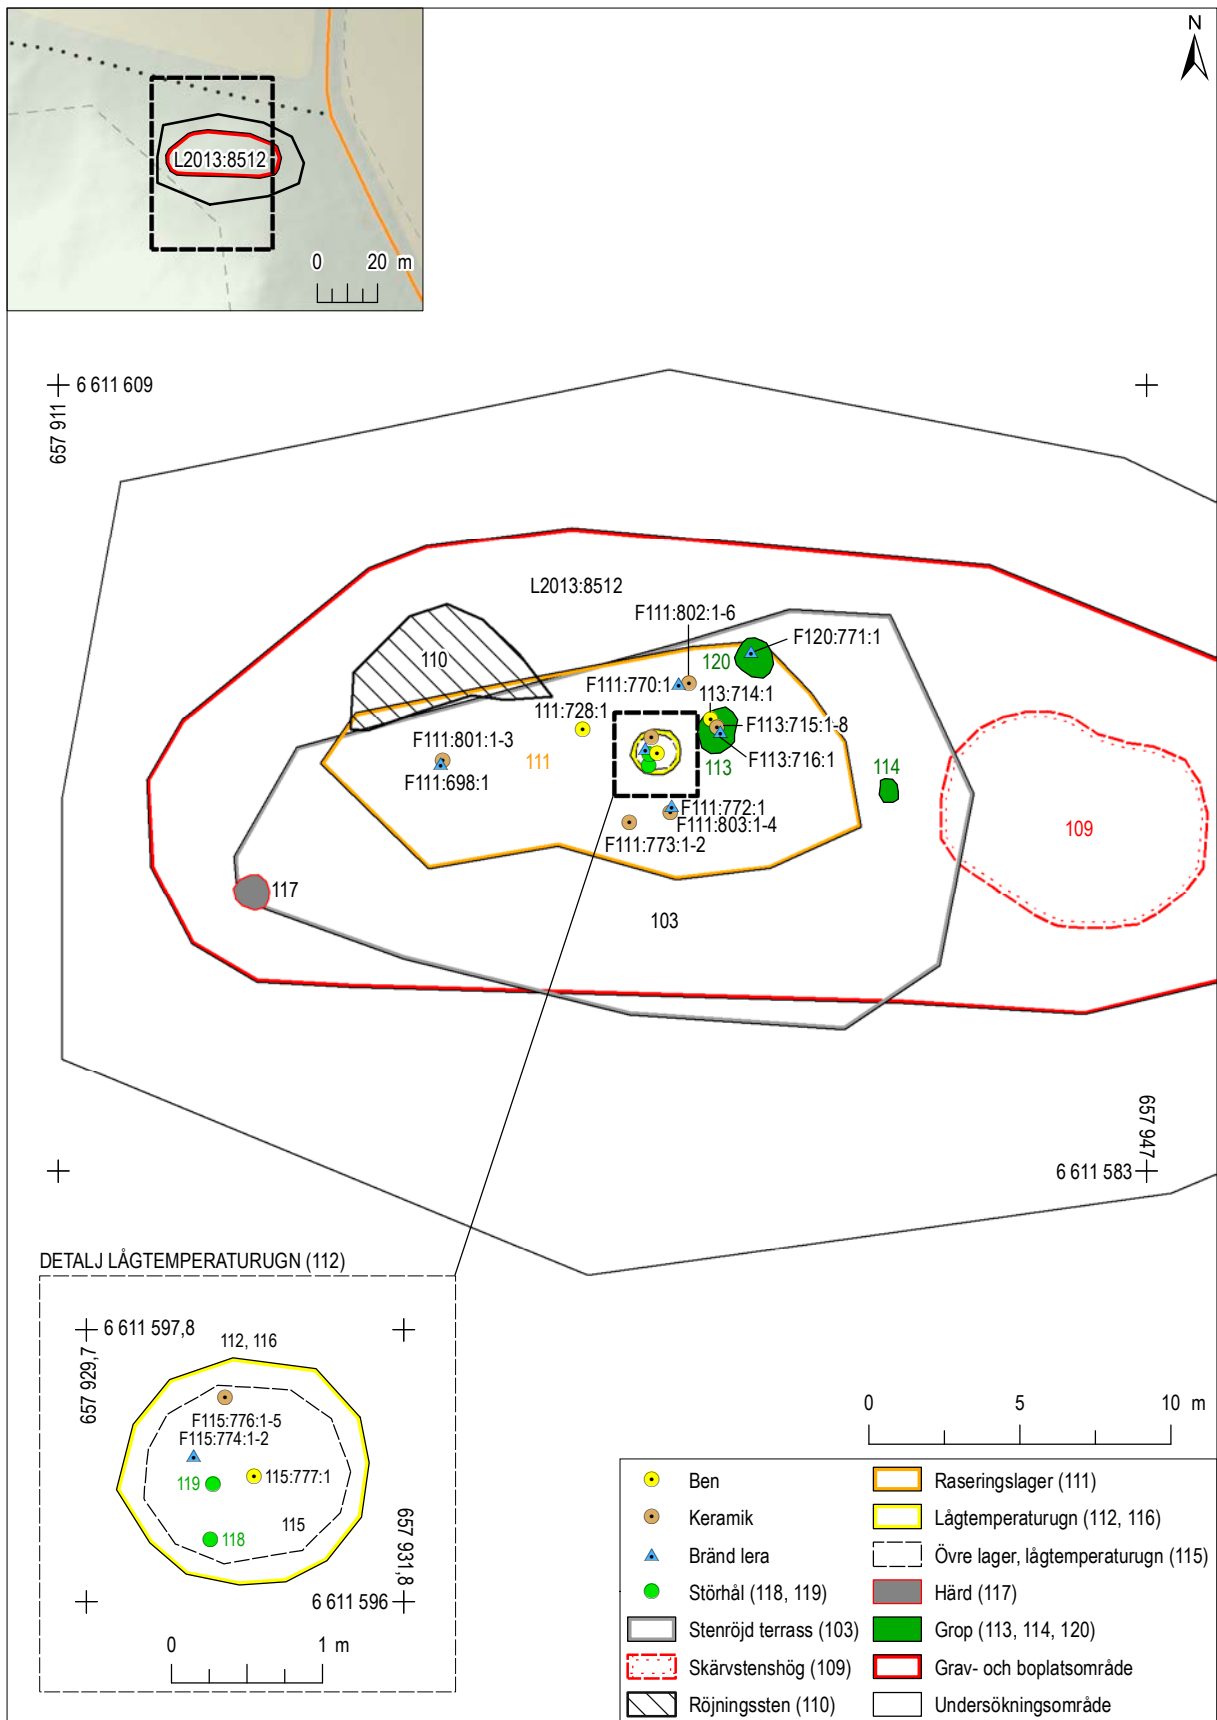 N
L2013:8512
0 20 m
6 611 609
657 911
L2013:8512
F111:802:1-6
F120:771:1
110
120
F111:770:1
113:714:1
111:728:1
F113:715:1-8
F111:801:1-3
111
F113:716:1
113
114
F111:698:1
F111:772:1
F111:803:1-4
F111:773:1-2
109
117
103
657 947
6 611 583
DETALJ LÅGTEMPERATURUGN (112)
6 611 597,8
657 929,7
112, 116
F115:776:1-5
F115:774:1-2
115:777:1
119
115
118
657 931,8
6 611 596
0 1 m
0 5 10 m
Ben
Keramik
Bränd lera
Störhål (118, 119)
Stenröjd terrass (103)
Skärvstenshög (109)
Röjningssten (110)
Raseringslager (111)
Lågtemperaturugn (112, 116)
Övre lager, lågtemperaturugn (115)
Härd (117)
Grop (113, 114, 120)
Grav- och boplatsområde
Undersökningsområde